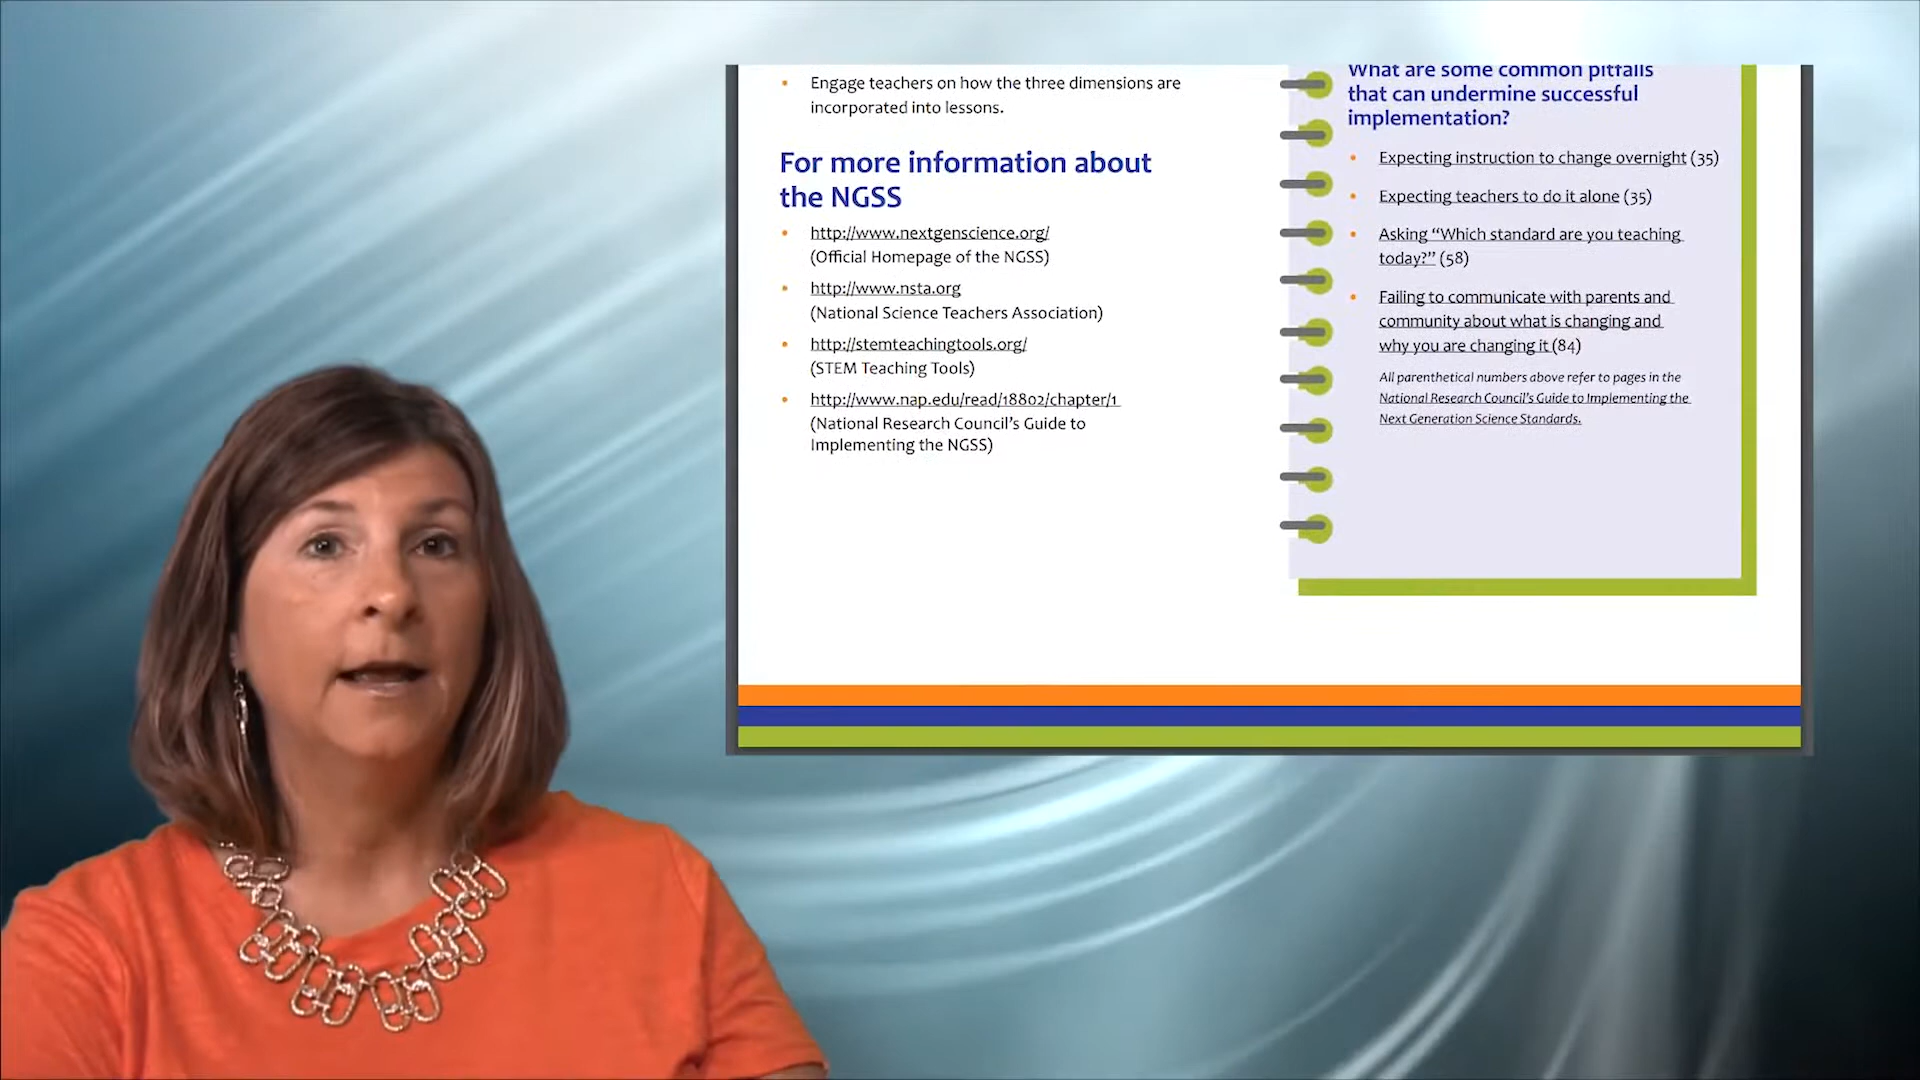 • Engage teachers on how the three dimensions are
incorporated into lessons.
For more information about
the NGSS
• http://www.nextgenscience.org/
(Official Homepage of the NGSS)
• http://www.nsta.org
(National Science Teachers Association)
• http://stemteachingtools.org/
(STEM Teaching Tools)
• http://www.nap.edu/read/18802/chapter/1
(National Research Council’s Guide to
Implementing the NGSS)
What are some common pitfalls
that can undermine successful
implementation?
• Expecting instruction to change overnight (35)
• Expecting teachers to do it alone (35)
• Asking “Which standard are you teaching
today?” (58)
• Failing to communicate with parents and
community about what is changing and
why you are changing it (84)
All parenthetical numbers above refer to pages in the
National Research Council’s Guide to Implementing the
Next Generation Science Standards.